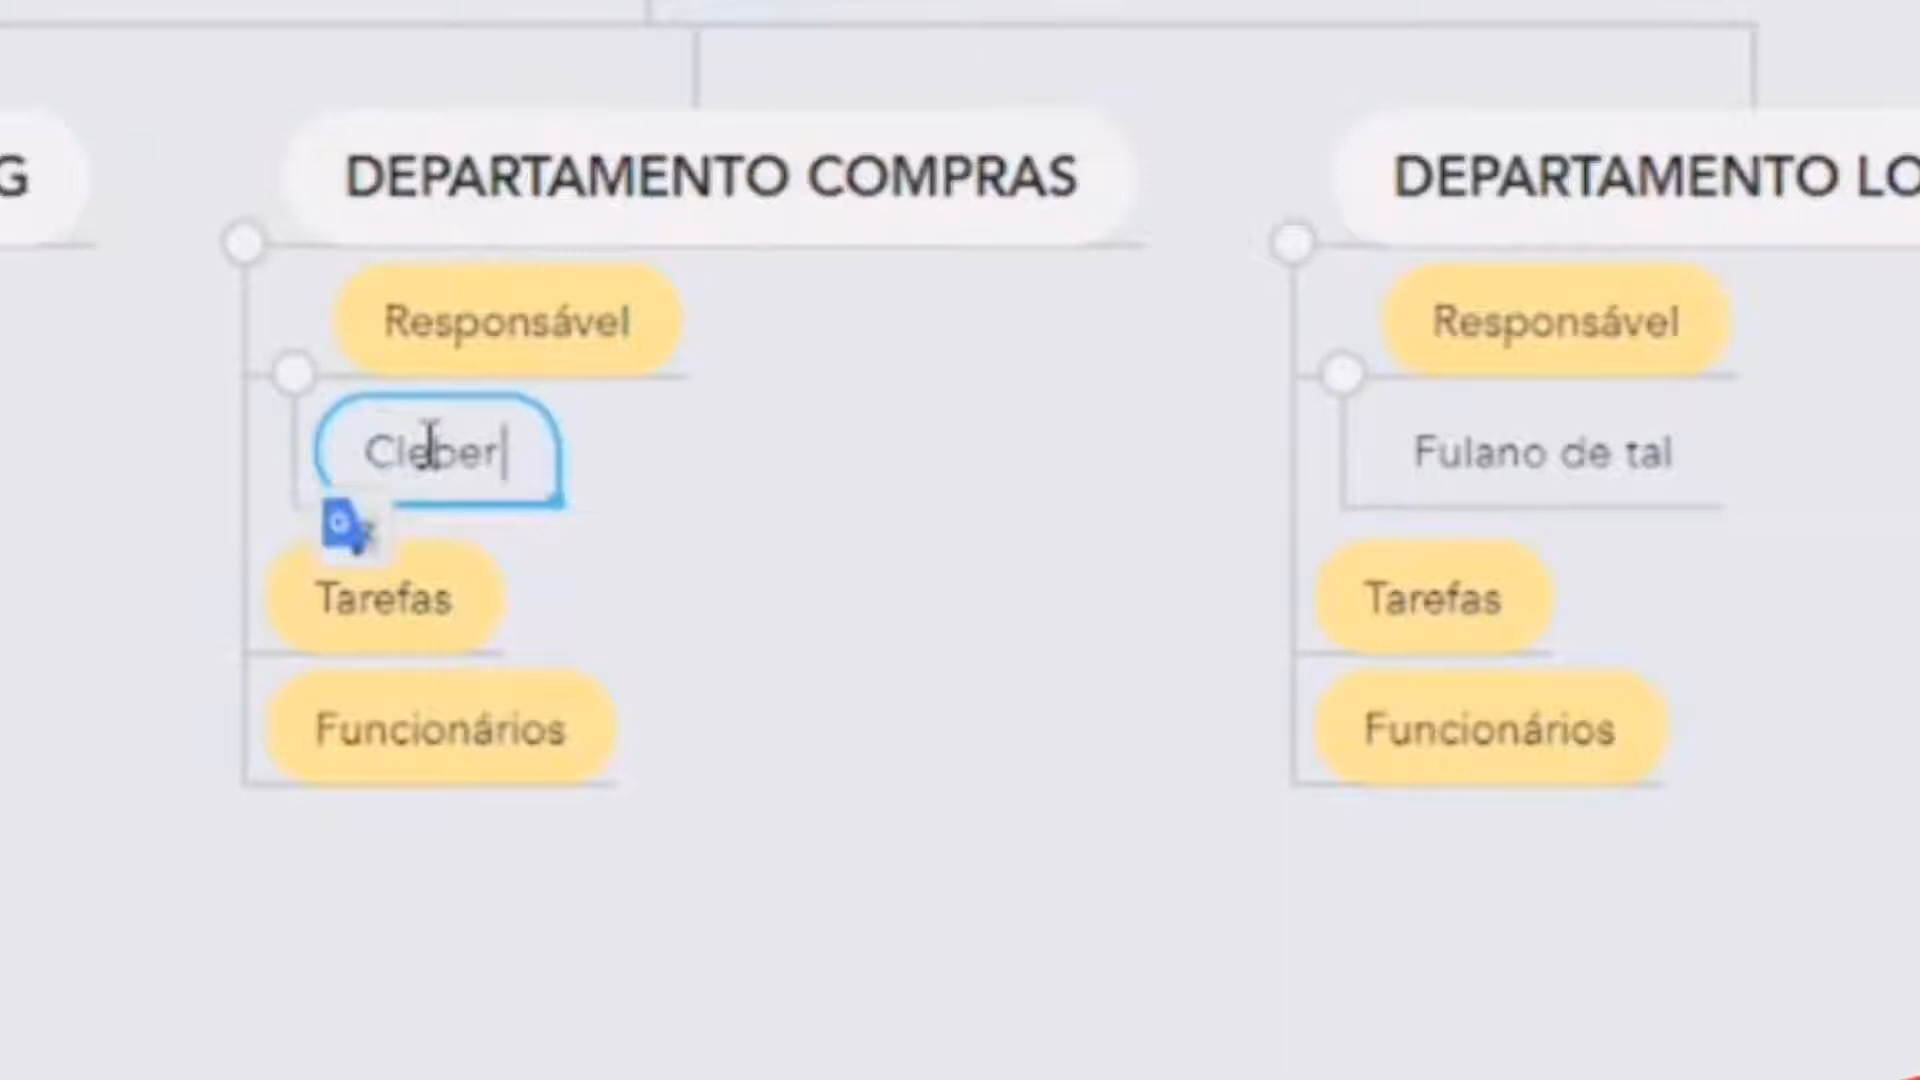 G
DEPARTAMENTO COMPRAS
Responsável
Cleber
Tarefas
Funcionários
DEPARTAMENTO LO
Responsável
Fulano de tal
Tarefas
Funcionários